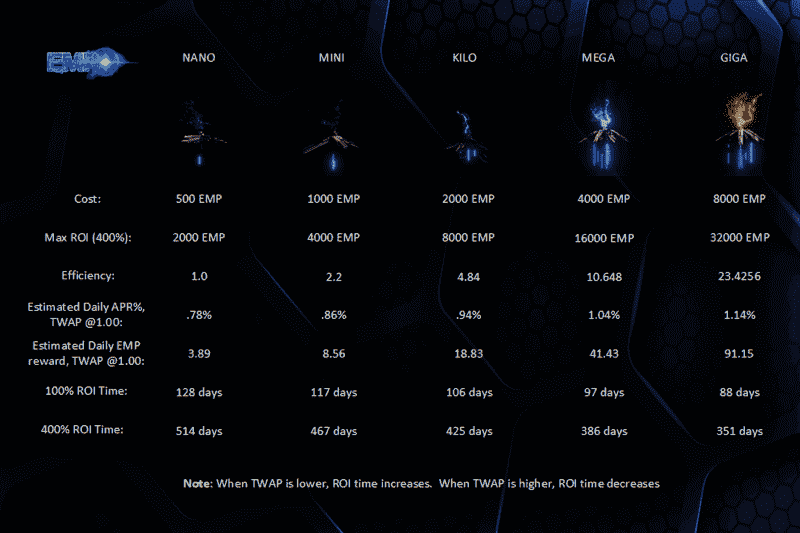 EMP
NANO MINI KILO MEGA GIGA
Cost: 500 EMP 1000 EMP 2000 EMP 4000 EMP 8000 EMP
Max ROI (400%): 2000 EMP 4000 EMP 8000 EMP 16000 EMP 32000 EMP
Efficiency: 1.0 2.2 4.84 10.648 23.4256
Estimated Daily APR%,
TWAP @1.00: .78% .86% .94% 1.04% 1.14%
Estimated Daily EMP
reward, TWAP @1.00: 3.89 8.56 18.83 41.43 91.15
100% ROI Time: 128 days 117 days 106 days 97 days 88 days
400% ROI Time: 514 days 467 days 425 days 386 days 351 days
Note: When TWAP is lower, ROI time increases. When TWAP is higher, ROI time decreases